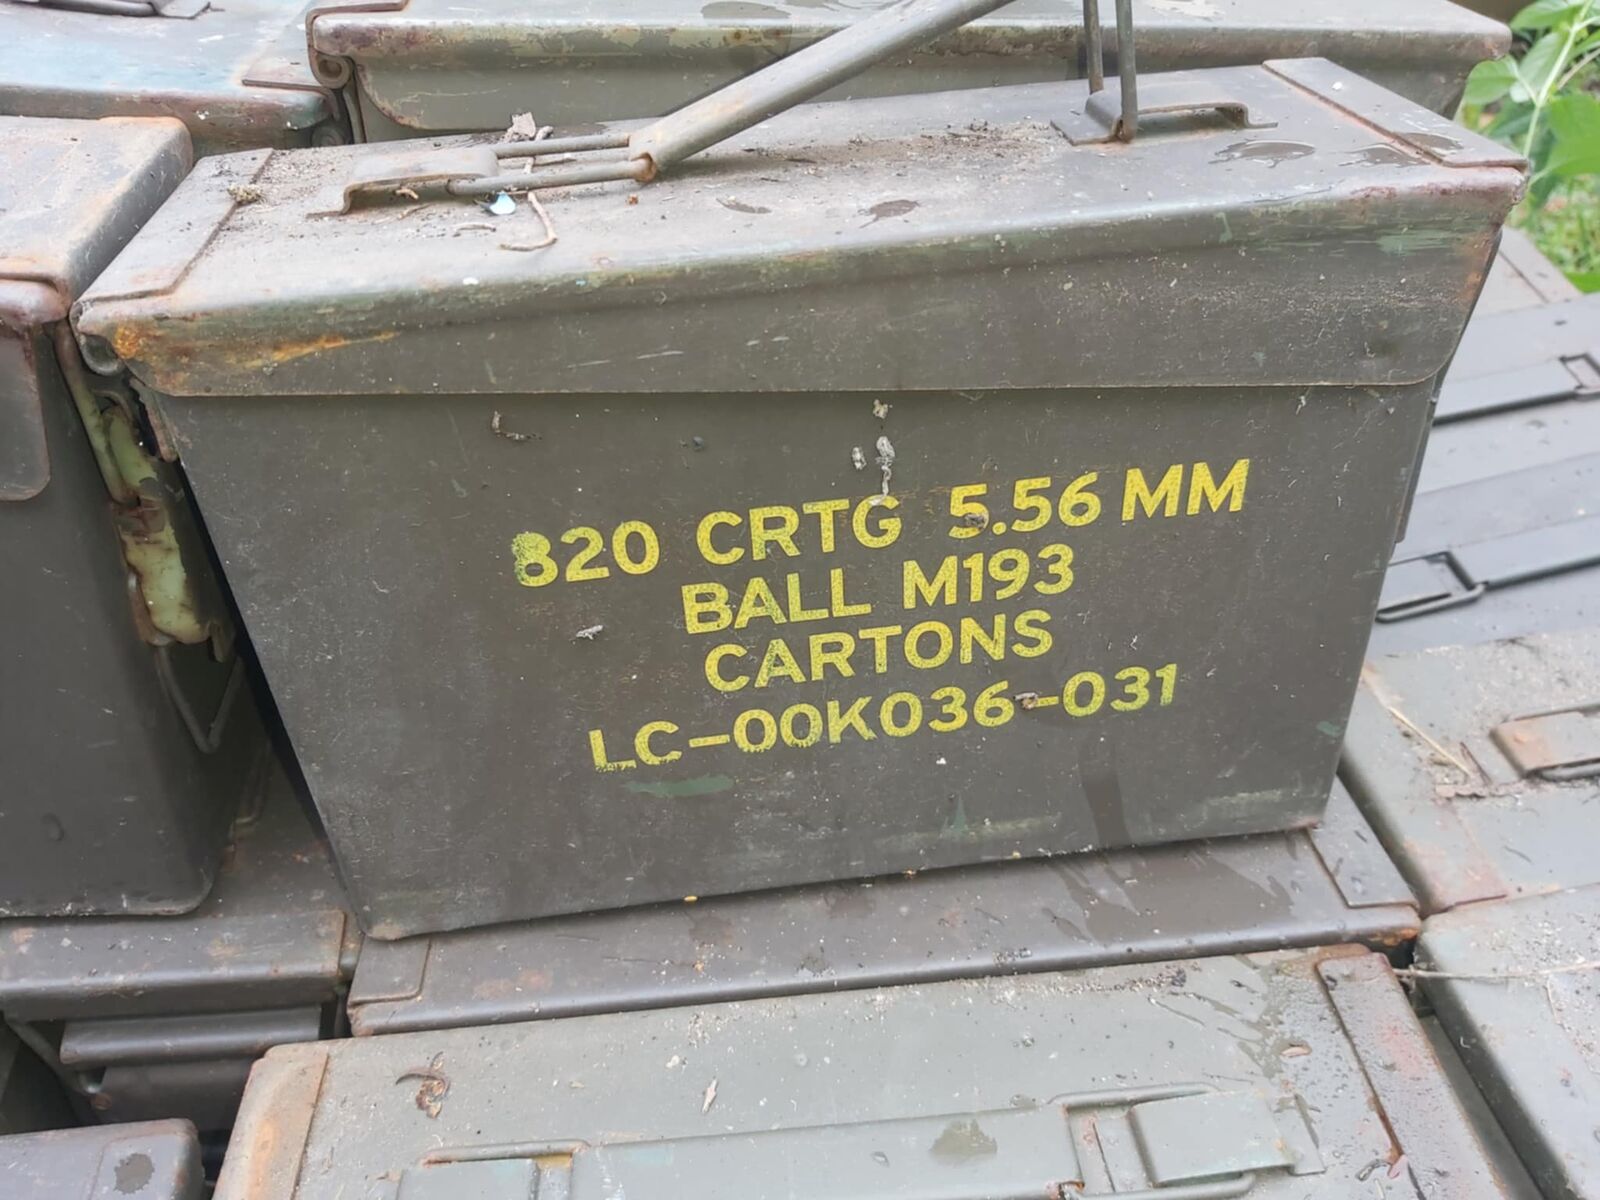 820 CRTG 5.56 MM
BALL M193
CARTONS
LC-00K036-031